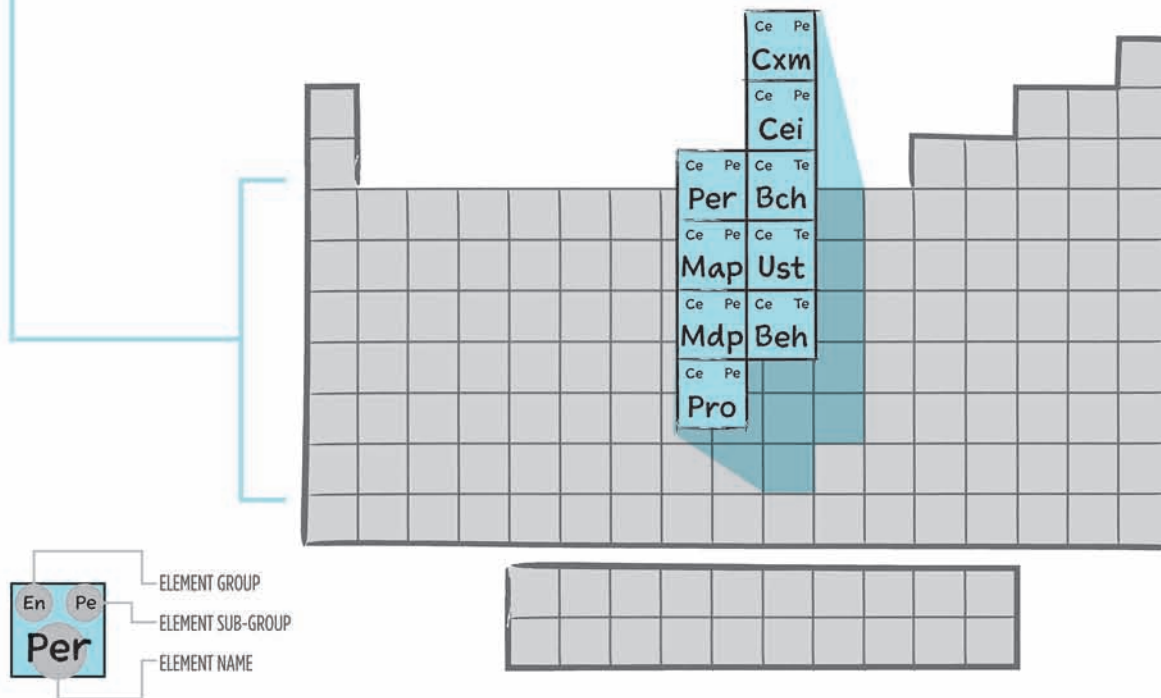 Ce Pe
Cxm
Ce Pe
Cei
Ce Pe Ce Te
Per Bch
Ce Pe Ce Te
Map Ust
Ce Pe Ce Te
Mdp Beh
Ce Pe
Pro
ELEMENT GROUP
En Pe
ELEMENT SUB-GROUP
Per
ELEMENT NAME